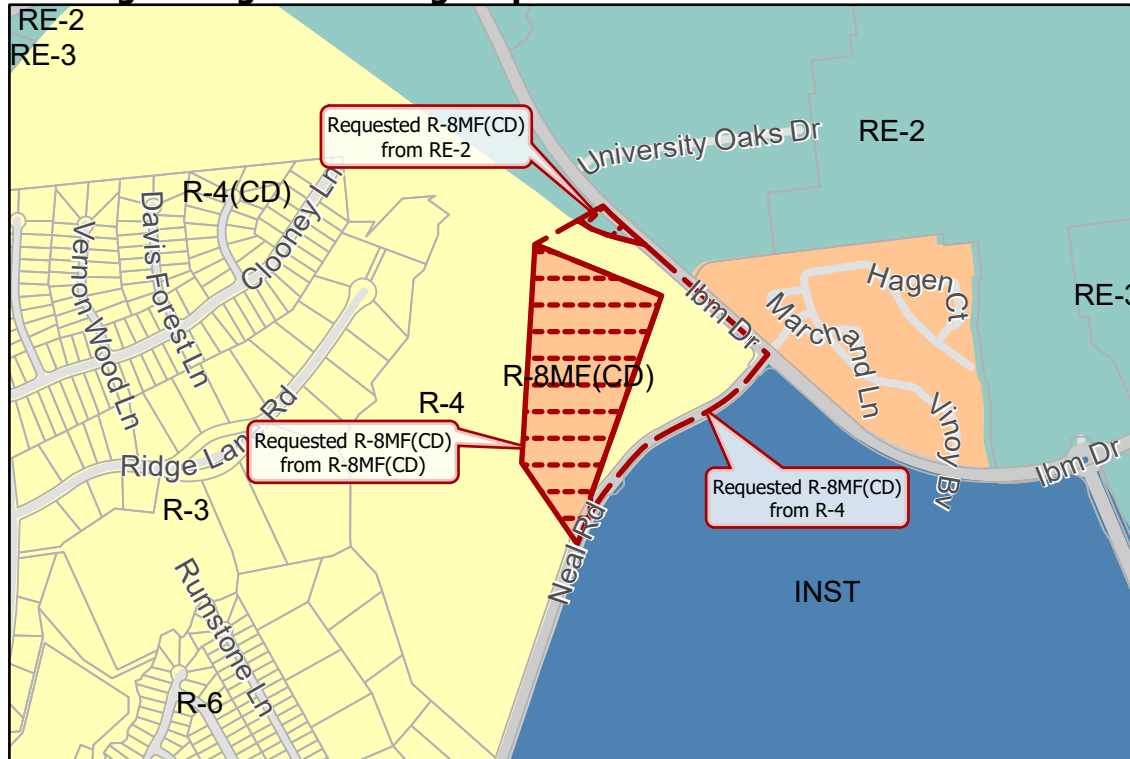 RE-2
RE-3
Requested R-8MF(CD)
from RE-2
University Oaks Dr
RE-2
R-4(CD)
Clooney Ln
Davis Forest Ln
Vernon Wood Ln
Ibm Dr
Hagen Ct
RE-3
Marchand Ln
R-8MF(CD)
R-4
Requested R-8MF(CD)
from R-8MF(CD)
Vinoy Bv
Ridge Lane Rd
Ibm Dr
Requested R-8MF(CD)
from R-4
R-3
Neal Rd
INST
Rumstone Ln
R-6